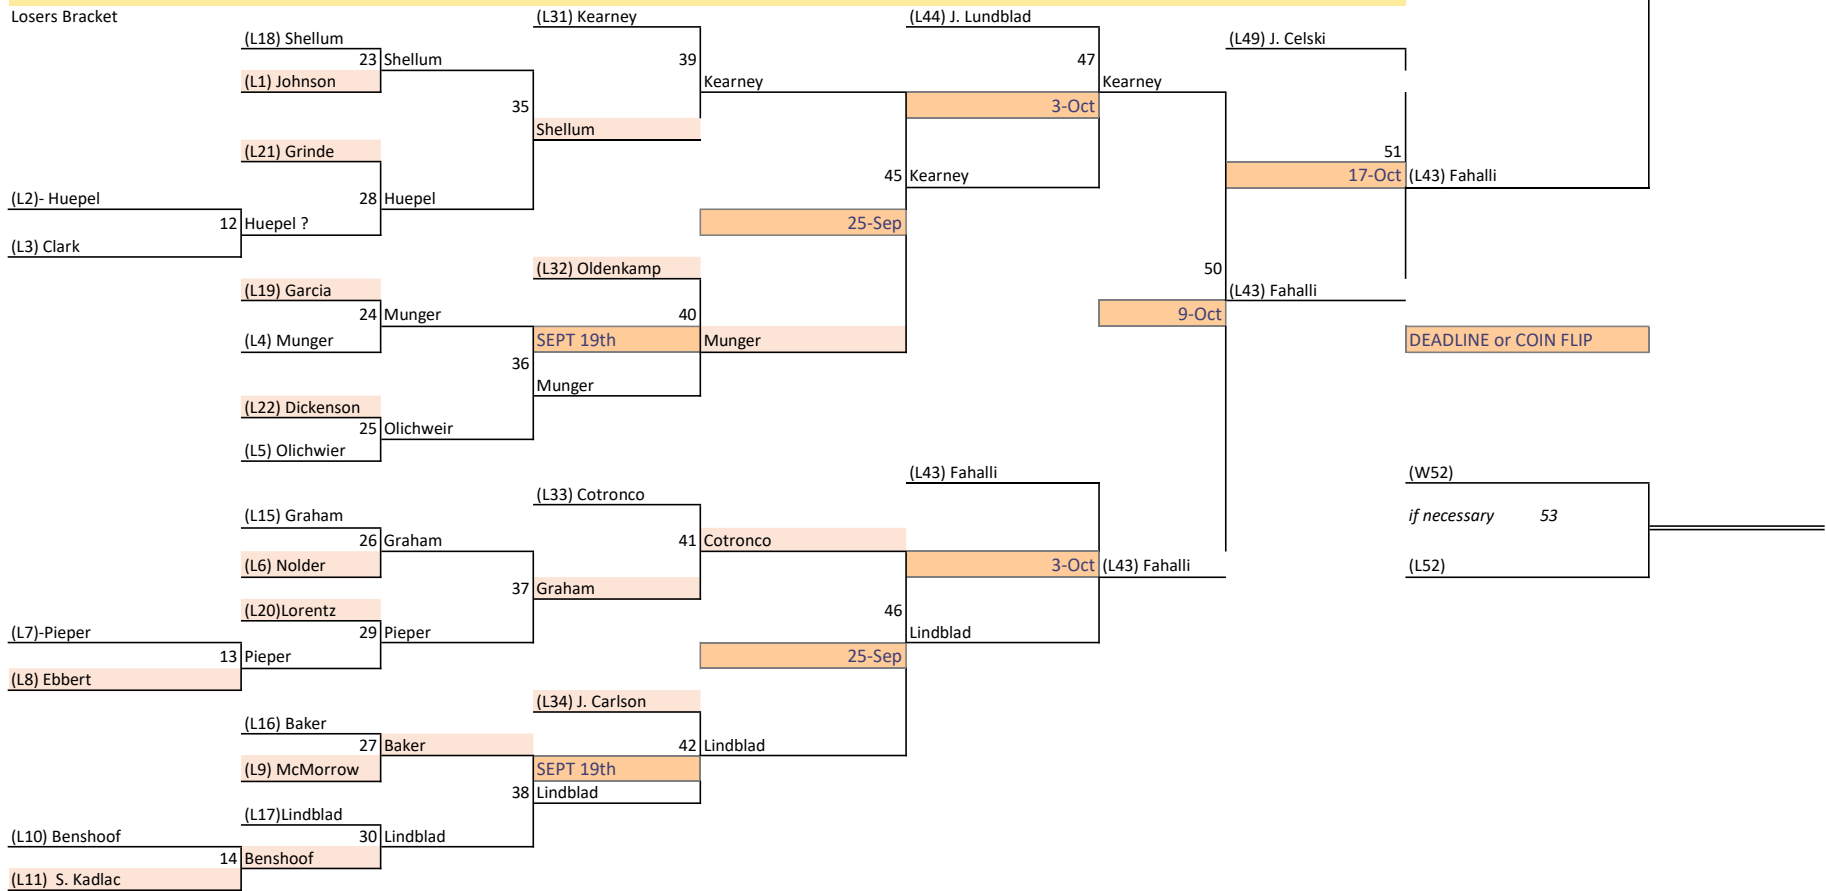 Losers Bracket
(L31) Kearney
(L44) J. Lundblad
(L18) Shellum
(L49) J. Celski
23 Shellum
39
47
(L1) Johnson
Kearney
Kearney
35
3-Oct
Shellum
(L21) Grinde
51
45 Kearney
17-Oct (L43) Fahalli
(L2)- Huepel
28 Huepel
12 Huepel ?
25-Sep
(L3) Clark
(L32) Oldenkamp
50
(L19) Garcia
(L43) Fahalli
24 Munger
40
9-Oct
(L4) Munger
SEPT 19th
Munger
DEADLINE or COIN FLIP
36
Munger
(L22) Dickenson
25 Olichweir
(L5) Olichwier
(L43) Fahalli
(W52)
(L33) Cotronco
(L15) Graham
if necessary 53
26 Graham
41 Cotronco
(L6) Nolder
3-Oct (L43) Fahalli
(L52)
37 Graham
(L20)Lorentz
46
(L7)-Pieper
29 Pieper
Lindblad
13 Pieper
25-Sep
(L8) Ebbert
(L34) J. Carlson
(L16) Baker
27 Baker
42 Lindblad
(L9) McMorrow
SEPT 19th
38 Lindblad
(L17)Lindblad
(L10) Benshoof
30 Lindblad
14 Benshoof
(L11) S. Kadlac